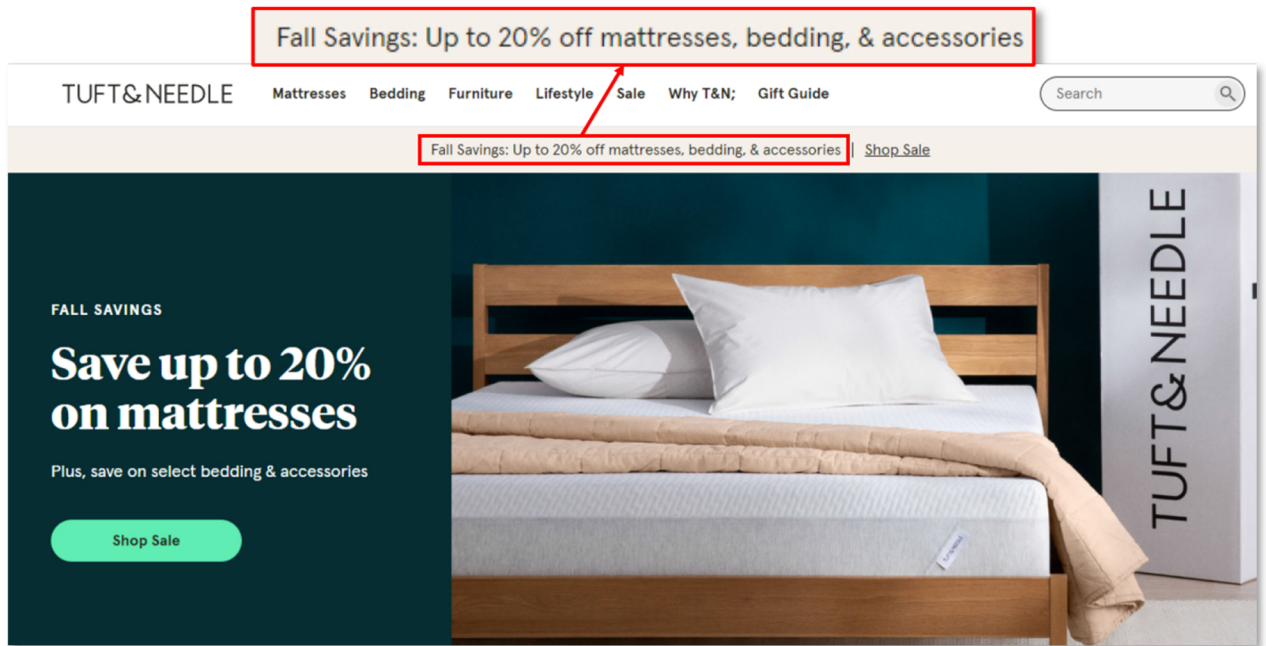 Fall Savings: Up to 20% off mattresses, bedding, & accessories
TUFT&NEEDLE Mattresses Bedding Furniture Lifestyle Sale Why T&N; Gift Guide Search
Fall Savings: Up to 20% off mattresses, bedding, & accessories | Shop Sale
FALL SAVINGS
Save up to 20%
on mattresses
Plus, save on select bedding & accessories
Shop Sale
TUFT&NEEDLE